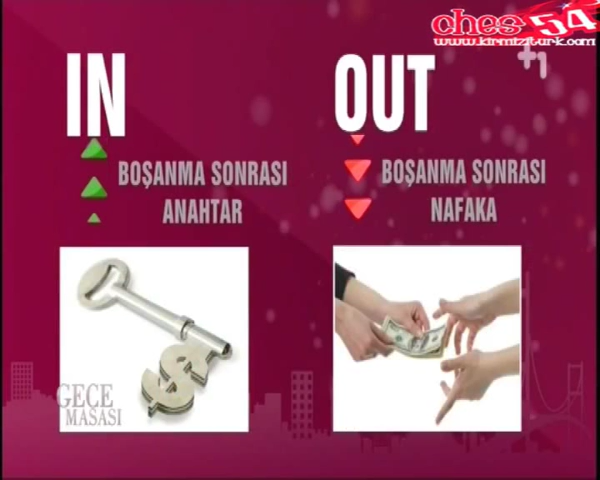 ches 54
www.kirmiziturk.com
+1
IN
OUT
BOŞANMA SONRASI
ANAHTAR
BOŞANMA SONRASI
NAFAKA
GECE
MASASI